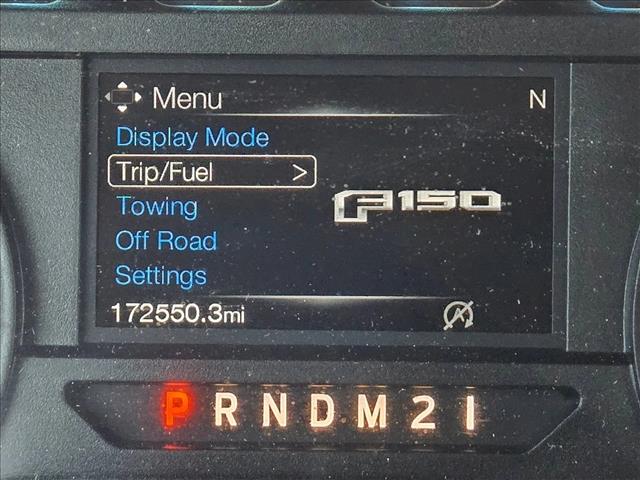 Menu N
Display Mode
Trip/Fuel >
Towing
F150
Off Road
Settings
172550.3mi
A
P R N D M 2 1